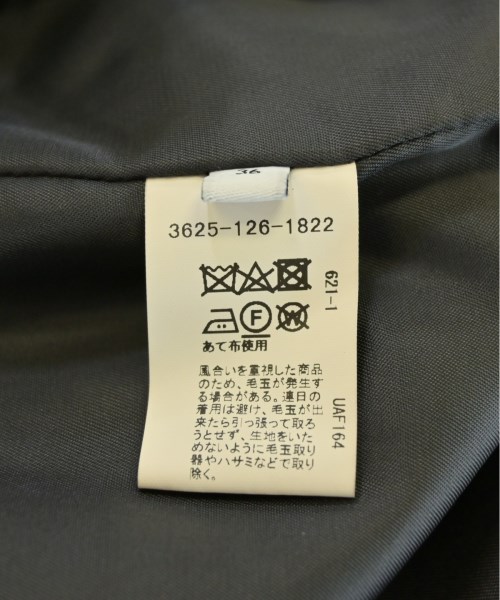 36
3625-126-1822
621-1
F
W
あて布使用
風合いを重視した商品
のため、毛玉が発生す
る場合がある。連日の
着用は避け、毛玉が出
来たら引っ張って取ろ
うとせず、生地をいた
めないように毛玉取り
器やハサミなどで取り
除く。
UAF164